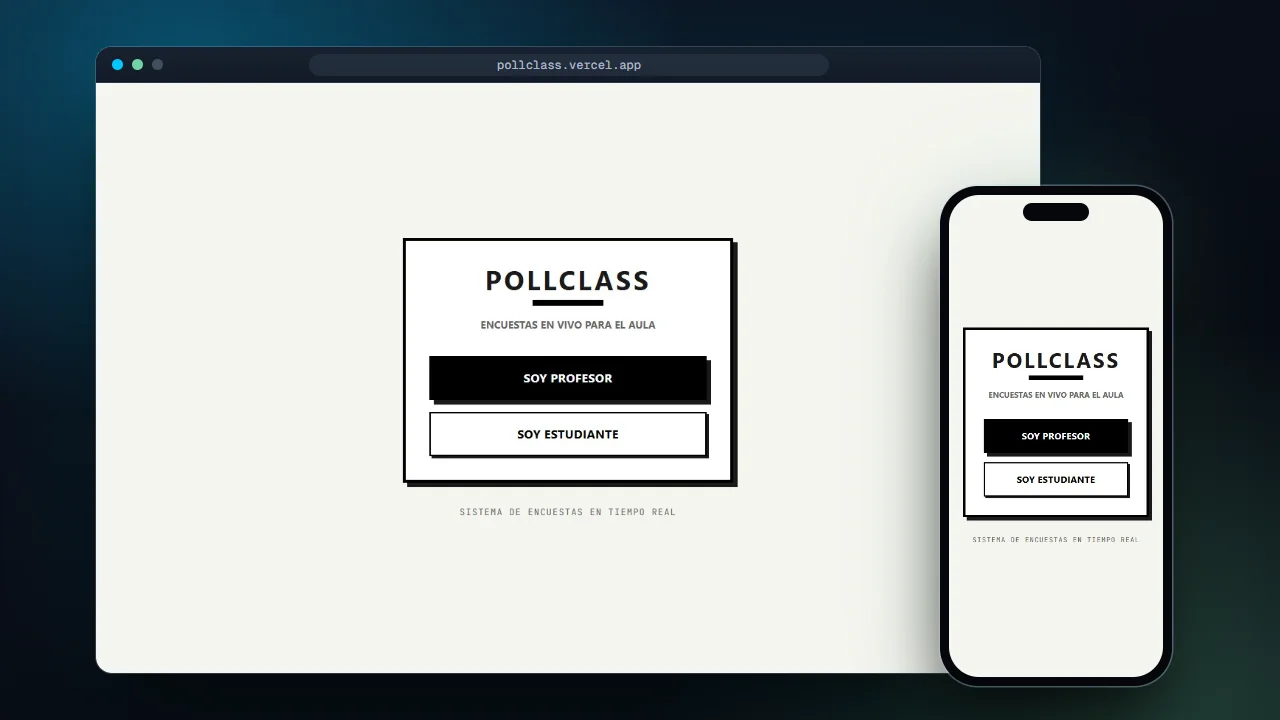 pollclass.vercel.app
POLLCLASS
ENCUESTAS EN VIVO PARA EL AULA
SOY PROFESOR
SOY ESTUDIANTE
SISTEMA DE ENCUESTAS EN TIEMPO REAL
POLLCLASS
ENCUESTAS EN VIVO PARA EL AULA
SOY PROFESOR
SOY ESTUDIANTE
SISTEMA DE ENCUESTAS EN TIEMPO REAL